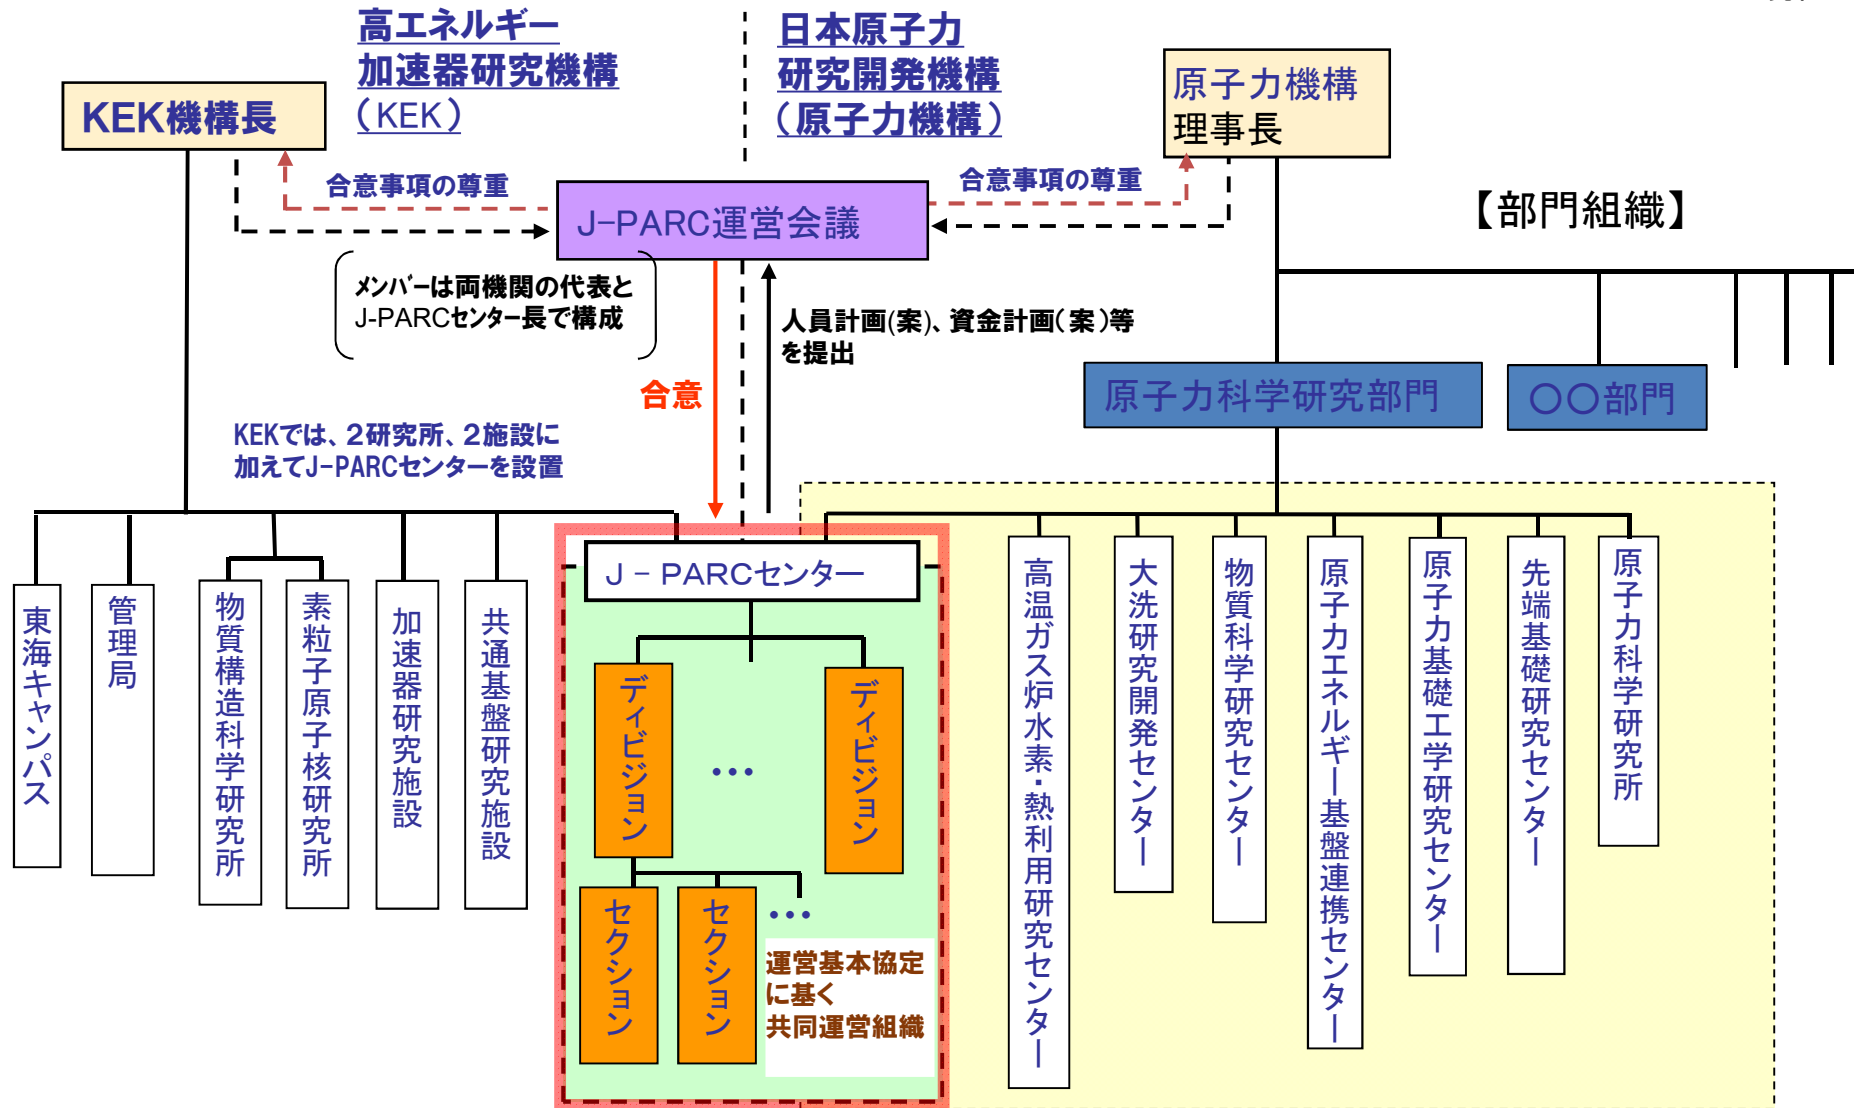 高エネルギー
加速器研究機構
(KEK)
日本原子力
研究開発機構
(原子力機構)
KEK機構長
原子力機構
理事長
合意事項の尊重
合意事項の尊重
J-PARC運営会議
【部門組織】
メンバーは両機関の代表と
J-PARCセンター長で構成
人員計画(案)、資金計画(案)等
を提出
合意
原子力科学研究部門
〇〇部門
KEKでは、2研究所、2施設に
加えてJ-PARCセンターを設置
東海キャンパス
管理局
物質構造科学研究所
素粒子原子核研究所
加速器研究施設
共通基盤研究施設
J-PARCセンター
ディビジョン
・・・
ディビジョン
セクション
セクション
・・・
運営基本協定
に基く
共同運営組織
高温ガス炉水素・熱利用研究センター
大洗研究開発センター
物質科学研究センター
原子力エネルギー基盤連携センター
原子力基礎工学研究センター
先端基礎研究センター
原子力科学研究所